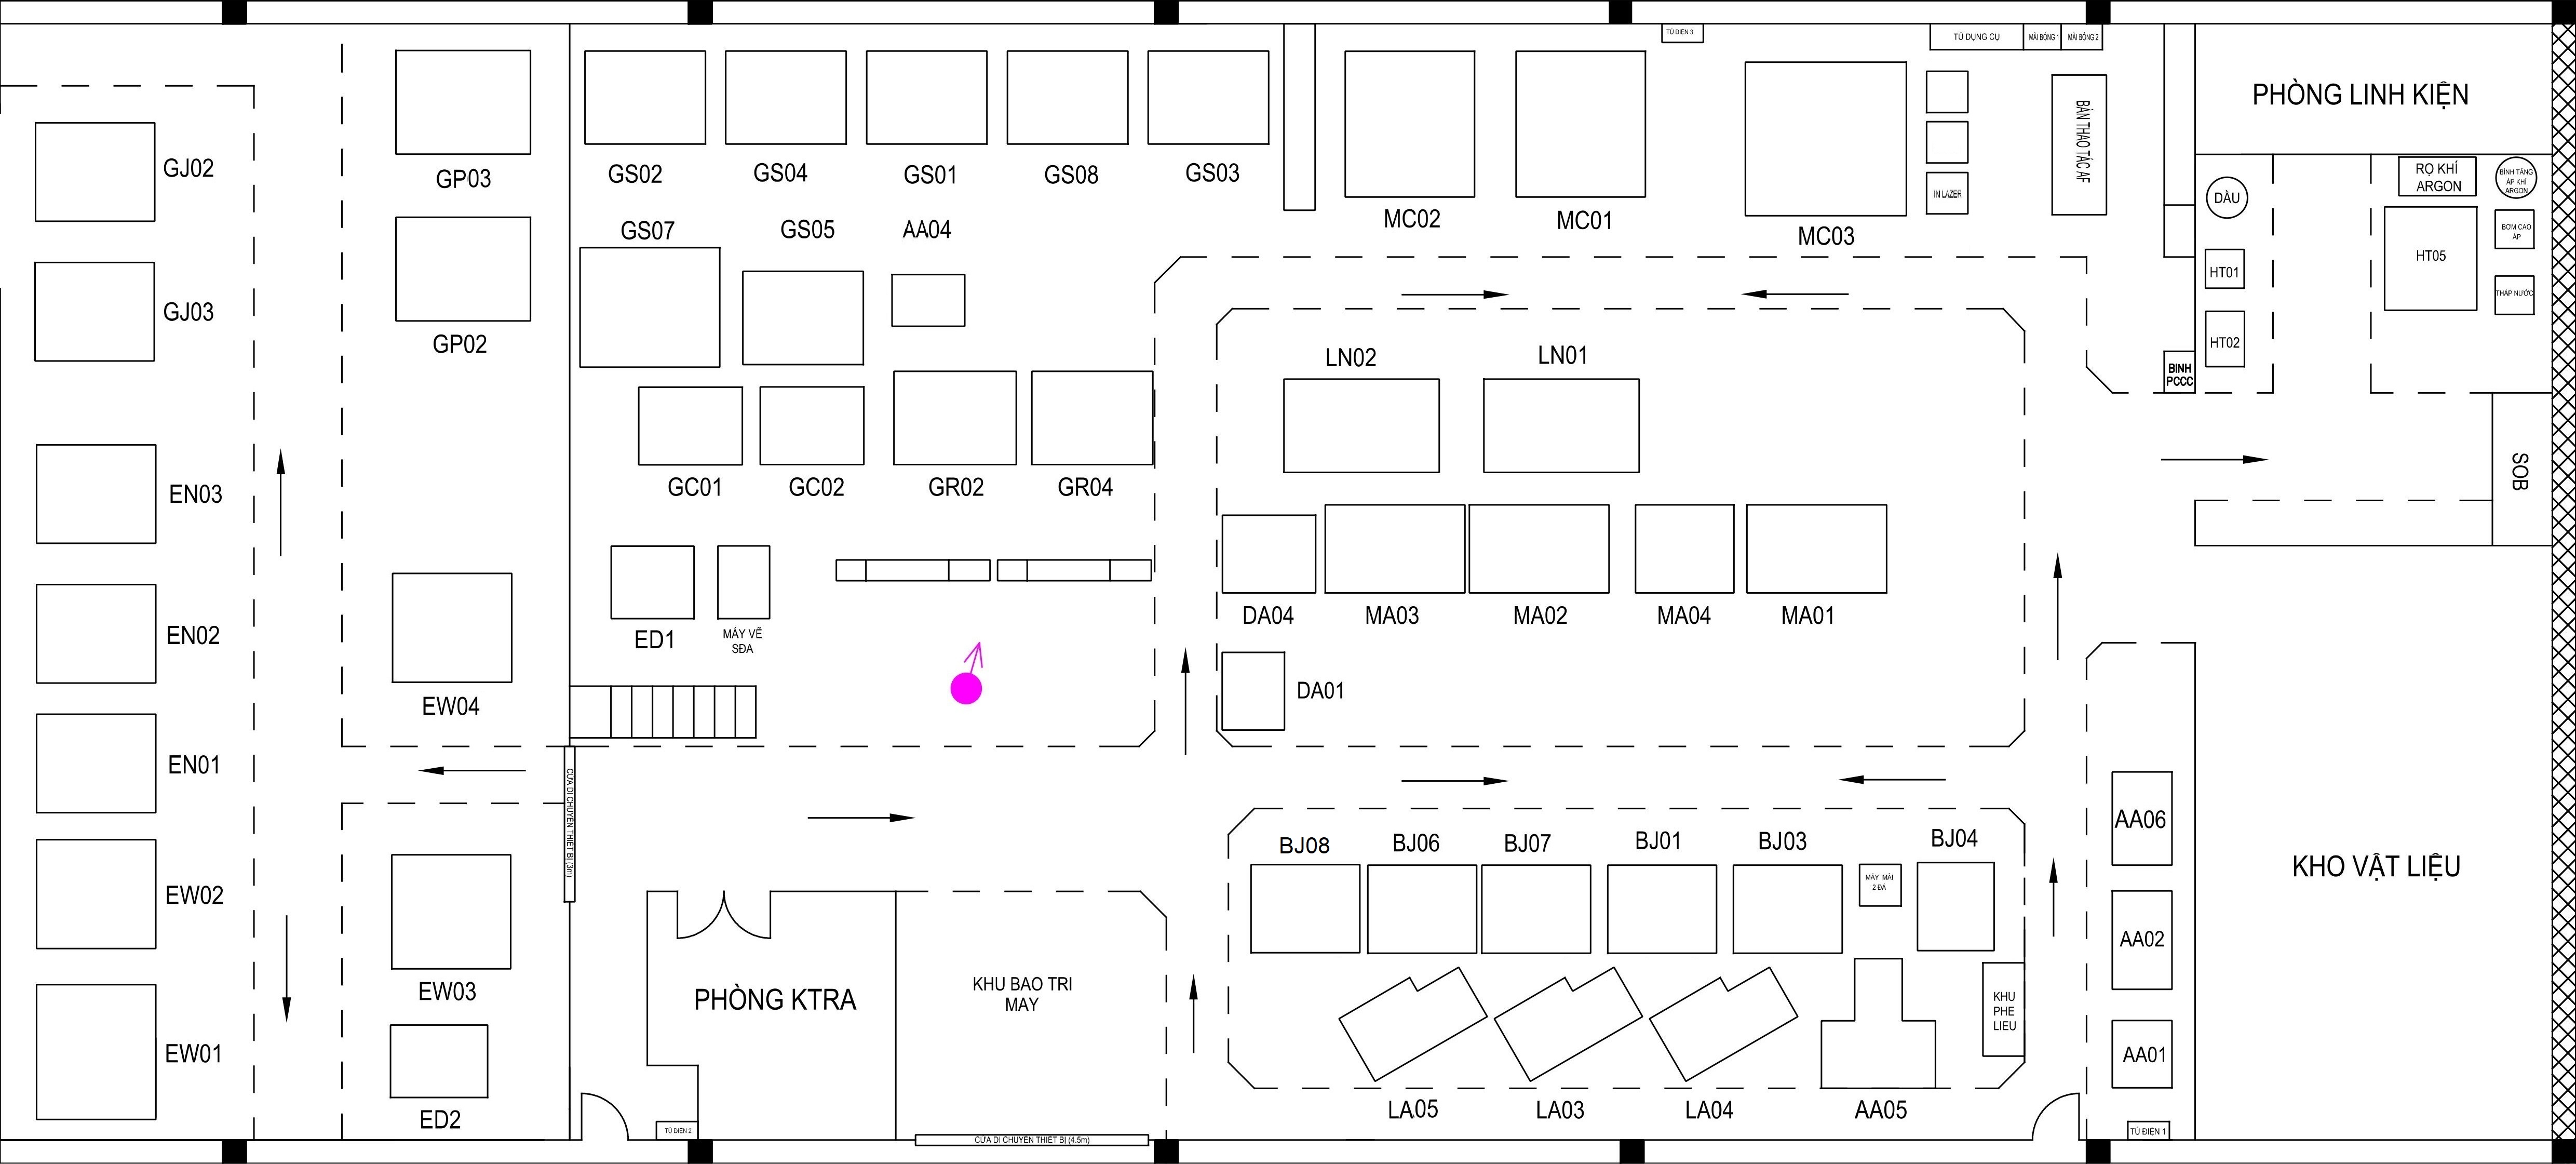 TỦ ĐIỆN 3
TỦ DỤNG CỤ
MÀI BÓNG 1
MÀI BÓNG 2
GJ02
GP03
GS02
GS04
GS01
GS08
GS03
MC02
MC01
MC03
IN LAZER
BÀN THAO TÁC AF
PHÒNG LINH KIỆN
RỌ KHÍ
ARGON
BÌNH TĂNG
ÁP KHÍ
ARGON
DẦU
BƠM CAO
ÁP
HT01
HT05
THÁP NƯỚC
HT02
BINH
PCCC
SOB
GJ03
GP02
GS07
GS05
AA04
LN02
LN01
GC01
GC02
GR02
GR04
EN03
EN02
EW04
ED1
MÁY VẼ
SĐA
DA04
MA03
MA02
MA04
MA01
DA01
EN01
CỬA DI CHUYỂN THIẾT BỊ (3m)
EW02
EW03
EW01
ED2
PHÒNG KTRA
KHU BAO TRI
MAY
TỦ ĐIỆN 2
CỬA DI CHUYỂN THIẾT BỊ (4.5m)
BJ08
BJ06
BJ07
BJ01
BJ03
BJ04
MÁY MÀI
2 ĐÁ
KHU
PHE
LIEU
LA05
LA03
LA04
AA05
AA06
AA02
AA01
TỦ ĐIỆN 1
KHO VẬT LIỆU